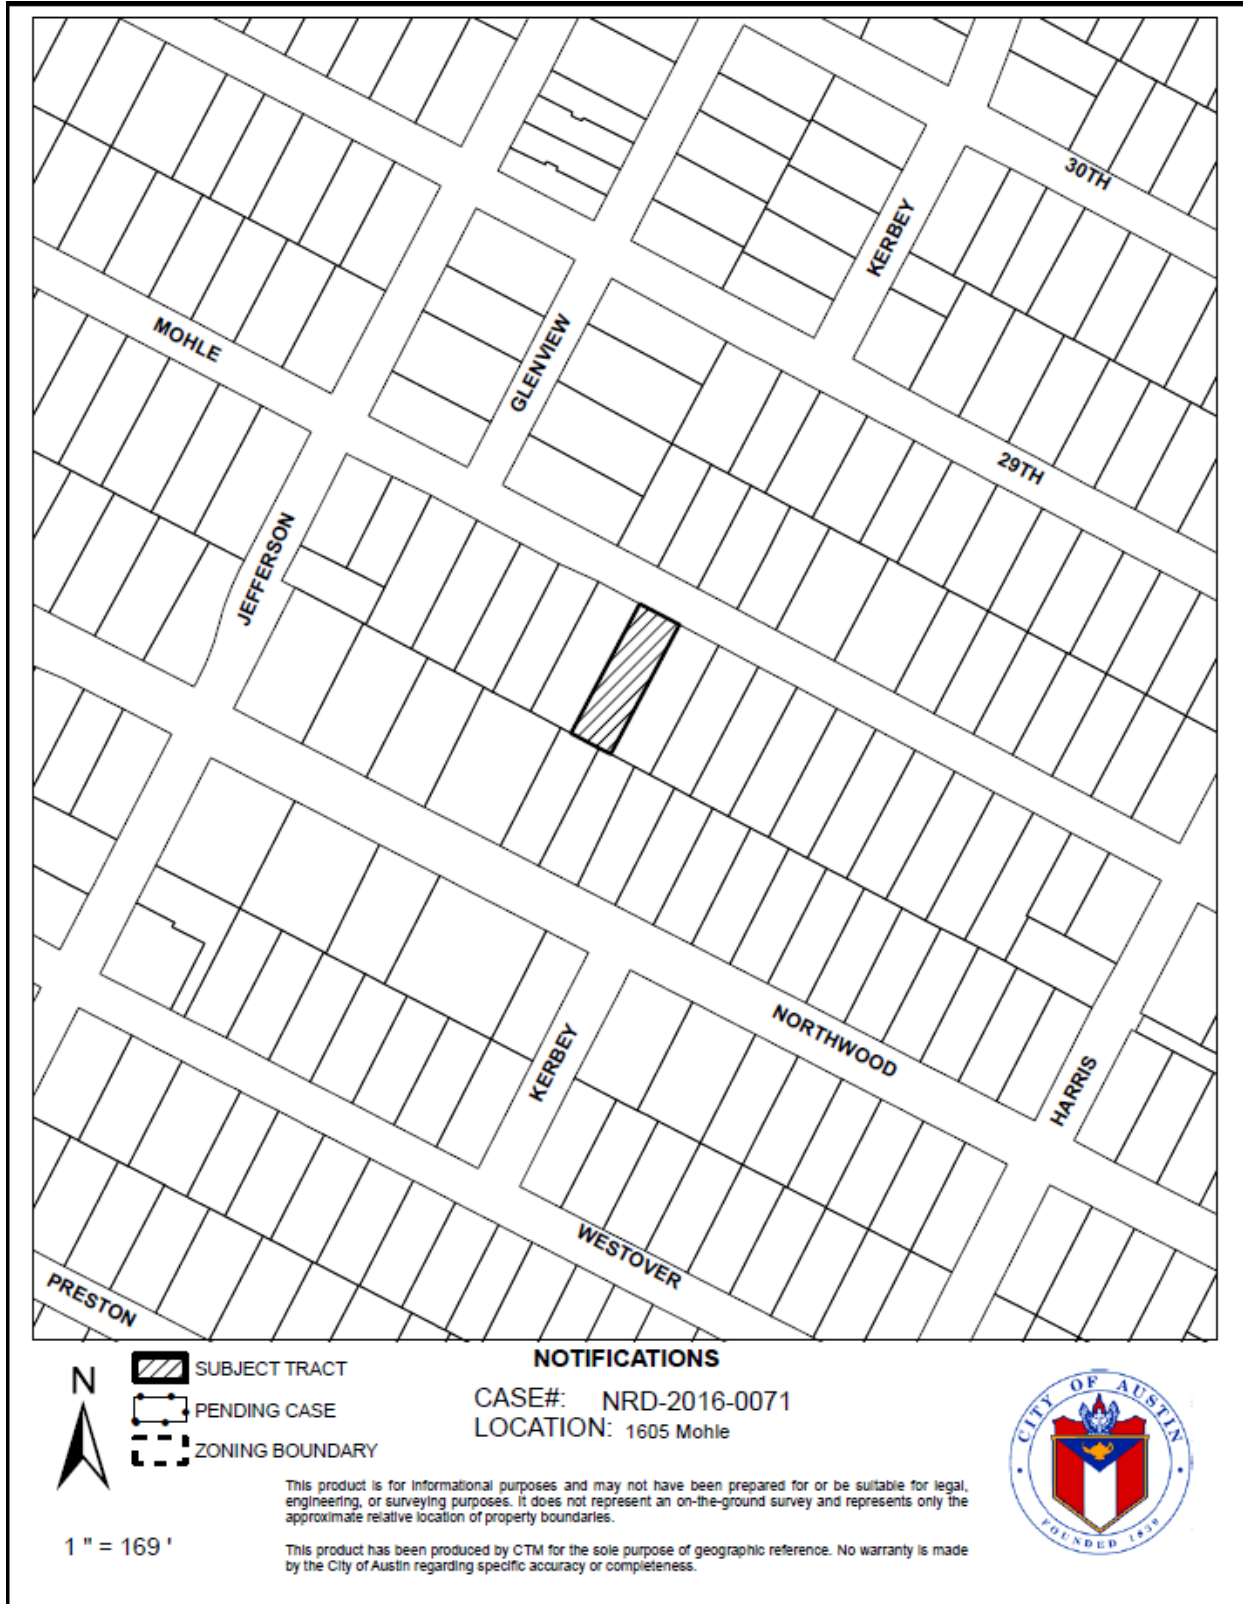 30TH
KERBEY
MOHLE
GLENVIEW
29TH
JEFFERSON
NORTHWOOD
KERBEY
HARRIS
WESTOVER
PRESTON
N
1 " = 169 '
SUBJECT TRACT
PENDING CASE
ZONING BOUNDARY
NOTIFICATIONS
CASE#: NRD-2016-0071
LOCATION: 1605 Mohle
This product is for informational purposes and may not have been prepared for or be suitable for legal,
engineering, or surveying purposes. It does not represent an on-the-ground survey and represents only the
approximate relative location of property boundaries.
This product has been produced by CTM for the sole purpose of geographic reference. No warranty is made
by the City of Austin regarding specific accuracy or completeness.
CITY OF AUSTIN
FOUNDED 1839